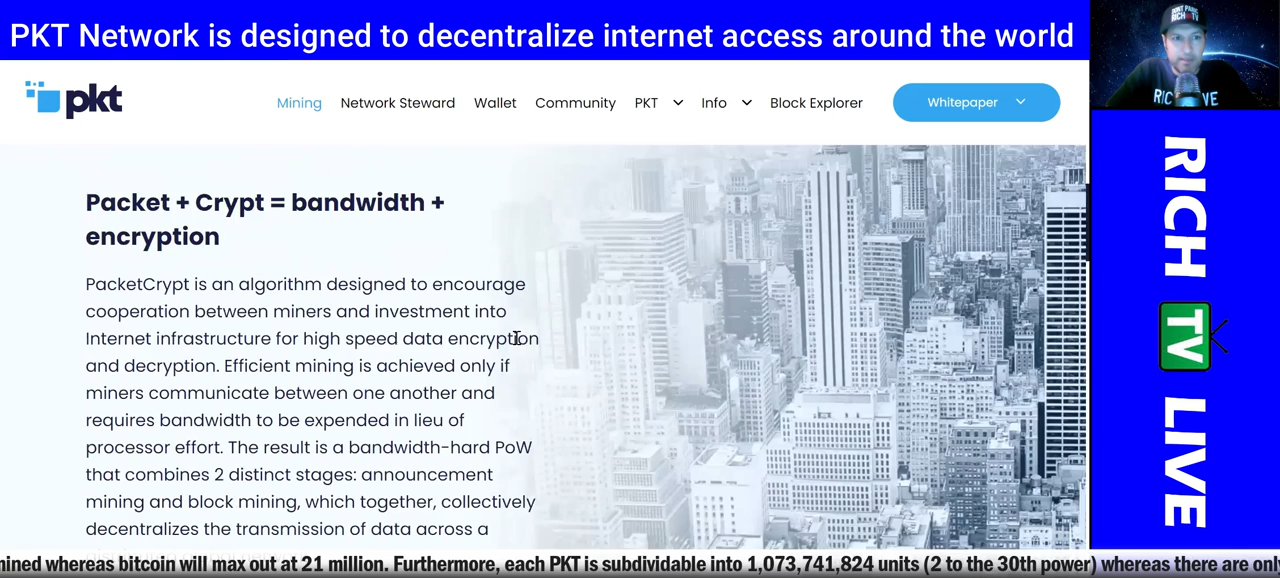 PKT Network is designed to decentralize internet access around the world
DON'T PANIC
RICH TV
pkt
Mining Network Steward Wallet Community PKT Info Block Explorer Whitepaper
RICH TV LIVE
Packet + Crypt = bandwidth +
encryption
PacketCrypt is an algorithm designed to encourage
cooperation between miners and investment into
Internet infrastructure for high speed data encryption
and decryption. Efficient mining is achieved only if
miners communicate between one another and
requires bandwidth to be expended in lieu of
processor effort. The result is a bandwidth-hard PoW
that combines 2 distinct stages: announcement
mining and block mining, which together, collectively
decentralizes the transmission of data across a
mined whereas bitcoin will max out at 21 million. Furthermore, each PKT is subdividable into 1,073,741,824 units (2 to the 30th power) whereas there are onl